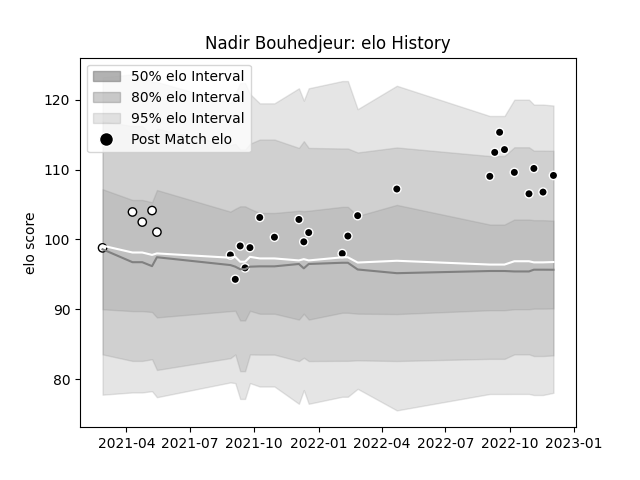 Nadir Bouhedjeur: elo History
50% elo Interval
80% elo Interval
95% elo Interval
Post Match elo
elo score
120
110
100
90
80
2021-04 2021-07 2021-10 2022-01 2022-04 2022-07 2022-10 2023-01